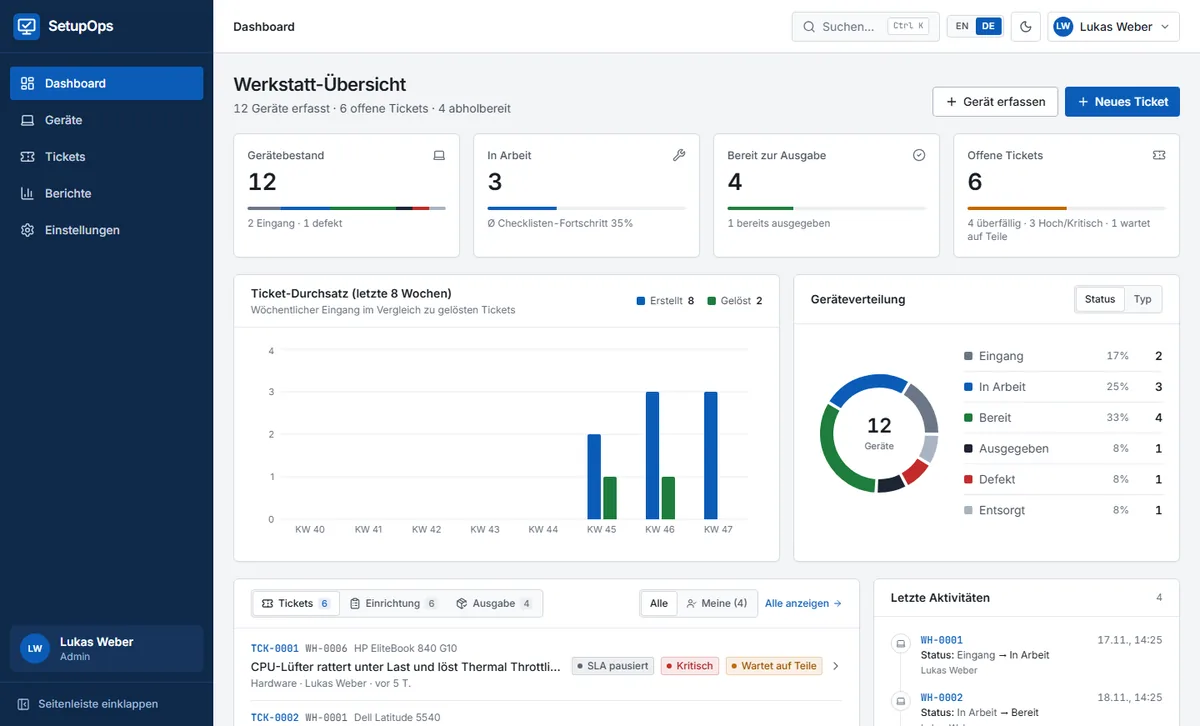 SetupOps
Dashboard
Geräte
Tickets
Berichte
Einstellungen
LW
Lukas Weber
Admin
Seitenleiste einklappen
Dashboard
Suchen... Ctrl K
EN DE
LW Lukas Weber
Werkstatt-Übersicht
12 Geräte erfasst · 6 offene Tickets · 4 abholbereit
+ Gerät erfassen
+ Neues Ticket
Gerätebestand
12
2 Eingang · 1 defekt
In Arbeit
3
Ø Checklisten-Fortschritt 35%
Bereit zur Ausgabe
4
1 bereits ausgegeben
Offene Tickets
6
4 überfällig · 3 Hoch/Kritisch · 1 wartet
auf Teile
Ticket-Durchsatz (letzte 8 Wochen)
Wöchentlicher Eingang im Vergleich zu gelösten Tickets
Erstellt 8 Gelöst 2
4
3
2
1
0
KW 40 KW 41 KW 42 KW 43 KW 44 KW 45 KW 46 KW 47
Geräteverteilung
Status Typ
12
Geräte
Eingang 17% 2
In Arbeit 25% 3
Bereit 33% 4
Ausgegeben 8% 1
Defekt 8% 1
Entsorgt 8% 1
Tickets 6 Einrichtung 6 Ausgabe 4
Alle Meine (4) Alle anzeigen →
TCK-0001 WH-0006 HP EliteBook 840 G10
CPU-Lüfter rattert unter Last und löst Thermal Throttli...
SLA pausiert Kritisch Wartet auf Teile
Hardware · Lukas Weber · vor 5 T.
TCK-0002 WH-0001 Dell Latitude 5540
Letzte Aktivitäten 4
WH-0001 17.11., 14:25
Status: Eingang → In Arbeit
Lukas Weber
WH-0002 18.11., 14:25
Status: In Arbeit → Bereit